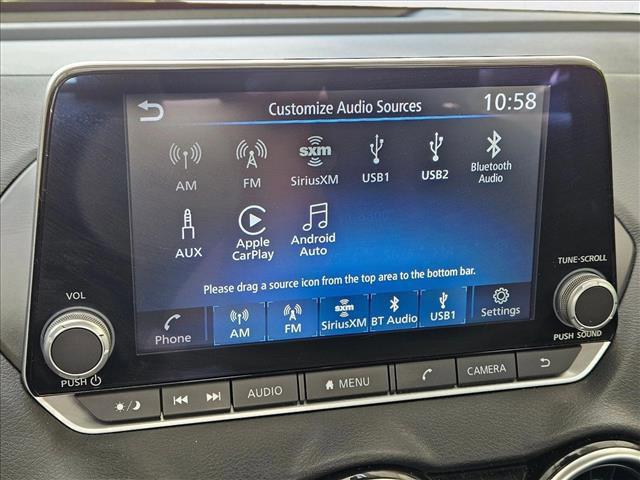 Customize Audio Sources 10:58
AM FM sxm SiriusXM USB1 USB2 Bluetooth Audio
AUX Apple CarPlay Android Auto
Please drag a source icon from the top area to the bottom bar.
Phone AM FM sxm SiriusXM BT Audio USB1 Settings
VOL
PUSH
TUNE-SCROLL
PUSH SOUND
AUDIO MENU CAMERA